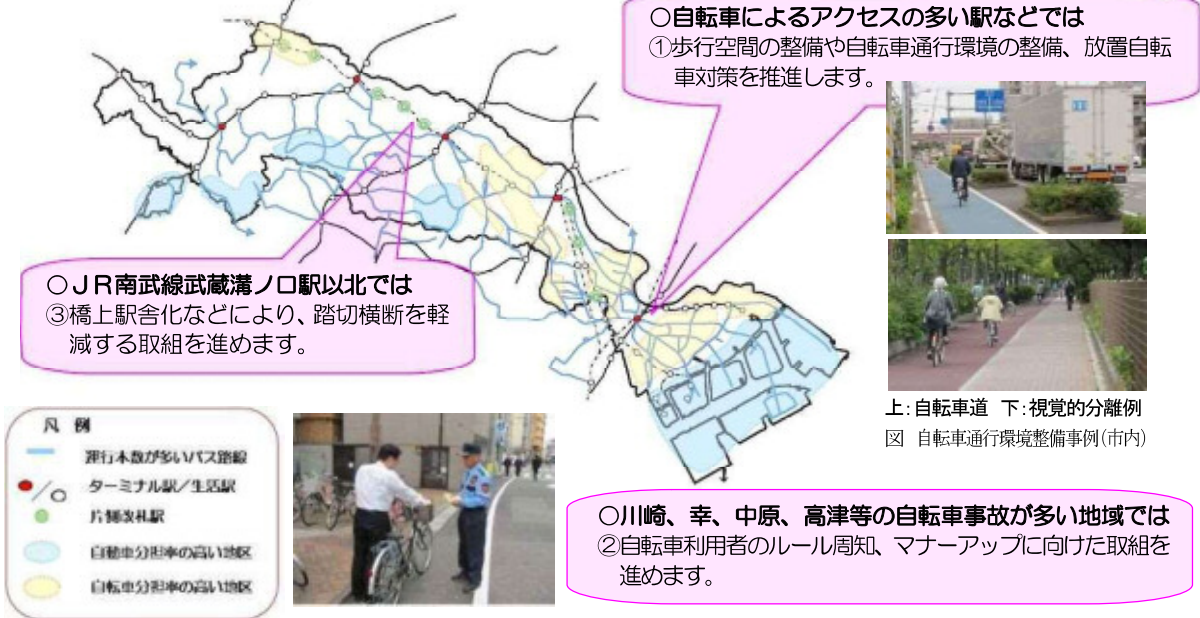 ○自転車によるアクセスの多い駅などでは
①歩行空間の整備や自転車通行環境の整備、放置自転
車対策を推進します。
○ＪＲ南武線武蔵溝ノ口駅以北では
③橋上駅舎化などにより、踏切横断を軽
減する取組を進めます。
上：自転車道 下：視覚的分離例
図 自転車通行環境整備事例（市内）
凡 例
運行本数が多いバス路線
ターミナル駅／生活駅
片側改札駅
自動車分担率の高い地区
自転車分担率の高い地区
○川崎、幸、中原、高津等の自転車事故が多い地域では
②自転車利用者のルール周知、マナーアップに向けた取組を
進めます。